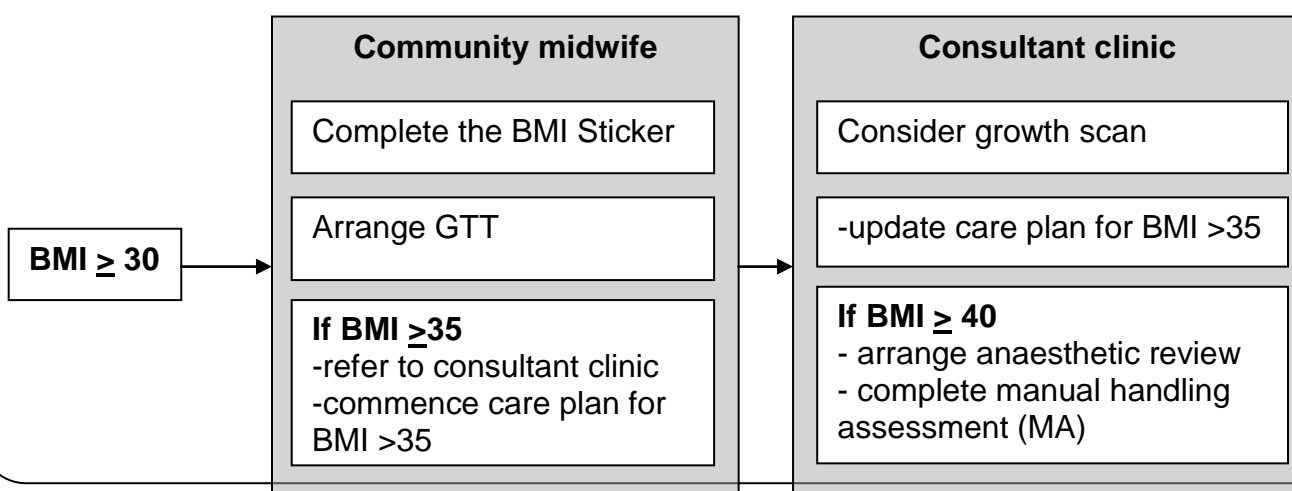 BMI ≥ 30
Community midwife
Complete the BMI Sticker
Arrange GTT
If BMI ≥35
-refer to consultant clinic
-commence care plan for
BMI >35
Consultant clinic
Consider growth scan
-update care plan for BMI >35
If BMI ≥ 40
- arrange anaesthetic review
- complete manual handling
assessment (MA)